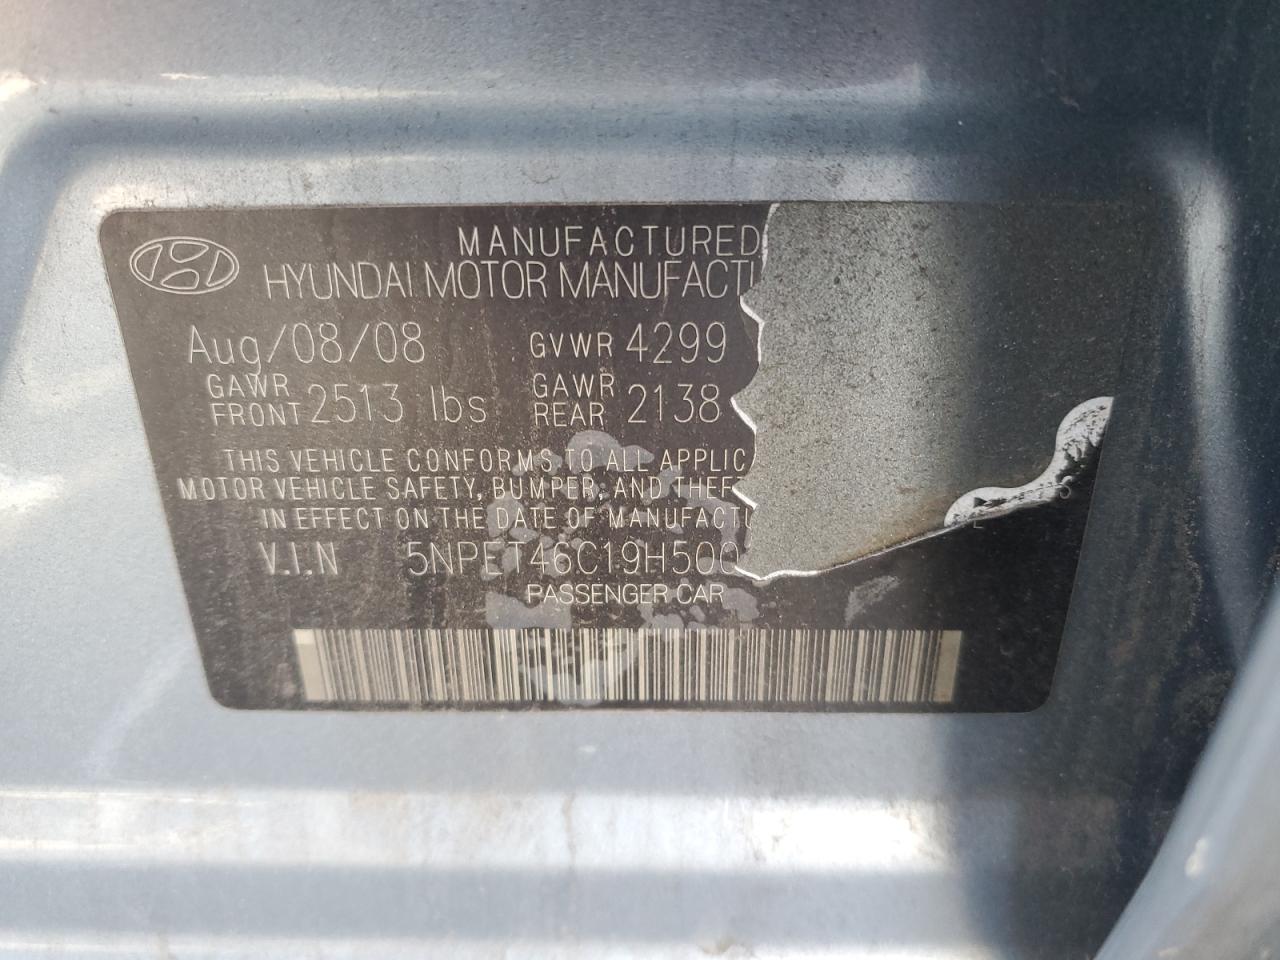 MANUFACTURED
HYUNDAI MOTOR MANUFACTU
Aug/08/08 GVWR 4299
GAWR FRONT 2513 lbs GAWR REAR 2138
THIS VEHICLE CONFORMS TO ALL APPLIC
MOTOR VEHICLE SAFETY, BUMPER, AND THEF
IN EFFECT ON THE DATE OF MANUFACTU
V.I.N 5NPET46C19H500
PASSENGER CAR